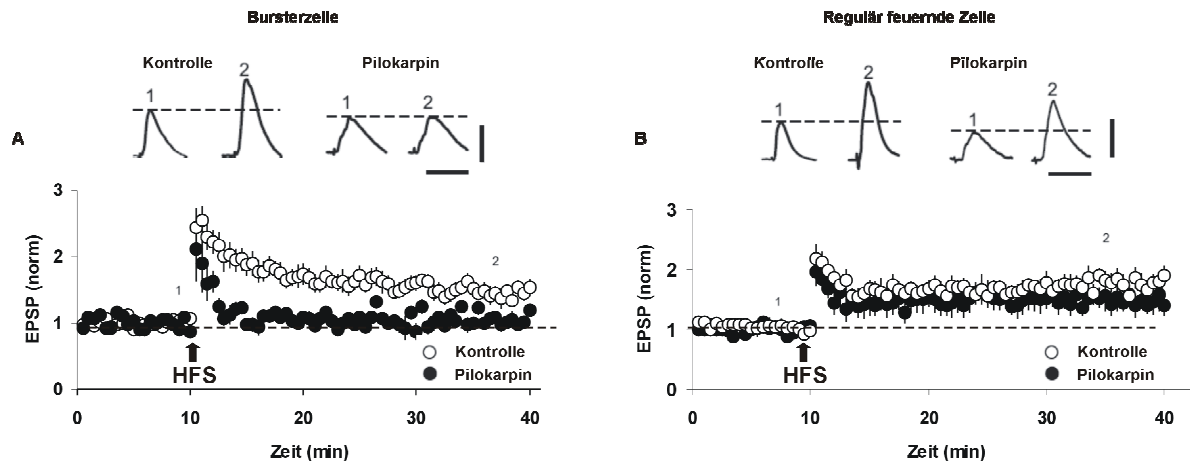 Bursterzelle
Kontrolle Pilokarpin
1 2 1 2
A
EPSP (norm)
3
2
1
0
1
2
HFS
Kontrolle
Pilokarpin
0 10 20 30 40
Zeit (min)
Regulär feuernde Zelle
Kontrolle Pilokarpin
1 2 1 2
B
EPSP (norm)
3
2
1
0
1
2
HFS
Kontrolle
Pilokarpin
0 10 20 30 40
Zeit (min)